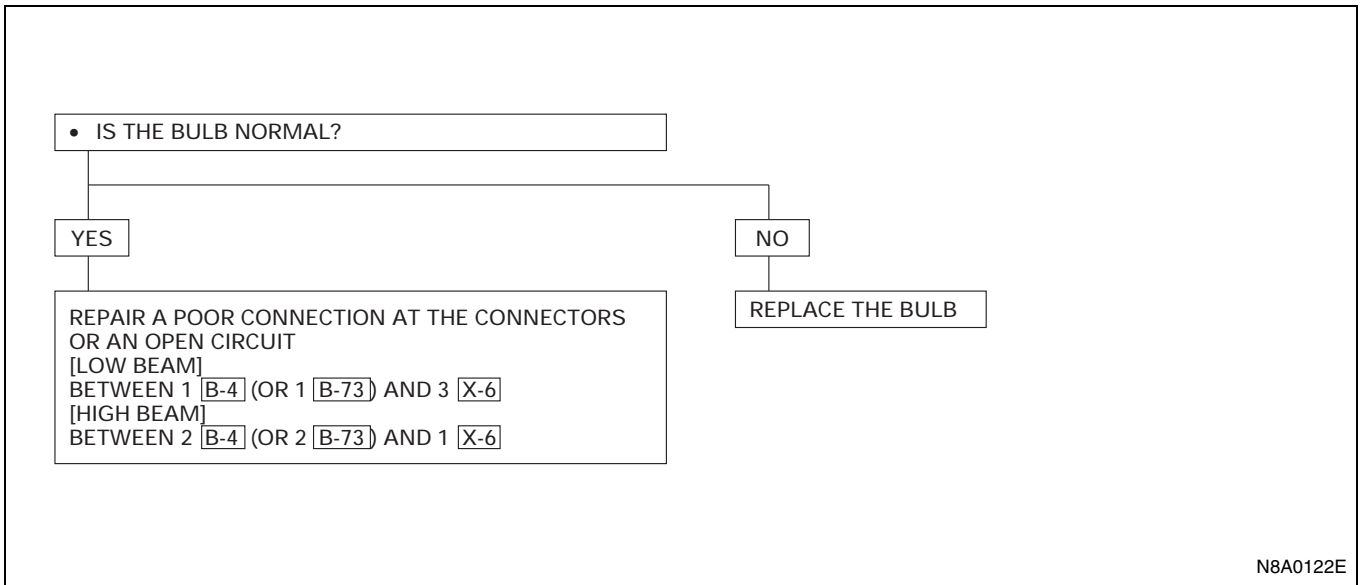 • IS THE BULB NORMAL?
YES
NO
REPAIR A POOR CONNECTION AT THE CONNECTORS
OR AN OPEN CIRCUIT
[LOW BEAM]
BETWEEN 1 B-4 (OR 1 B-73) AND 3 X-6
[HIGH BEAM]
BETWEEN 2 B-4 (OR 2 B-73) AND 1 X-6
REPLACE THE BULB
N8A0122E